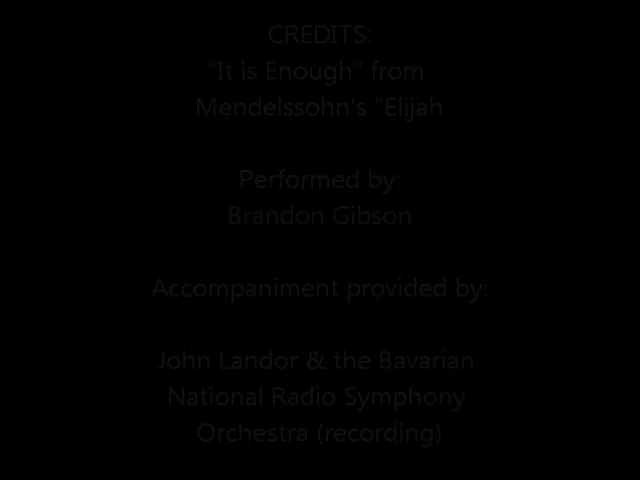 CREDITS:
"It is Enough" from
Mendelssohn's "Elijah
Performed by:
Brandon Gibson
Accompaniment provided by:
John Landor & the Bavarian
National Radio Symphony
Orchestra (recording)